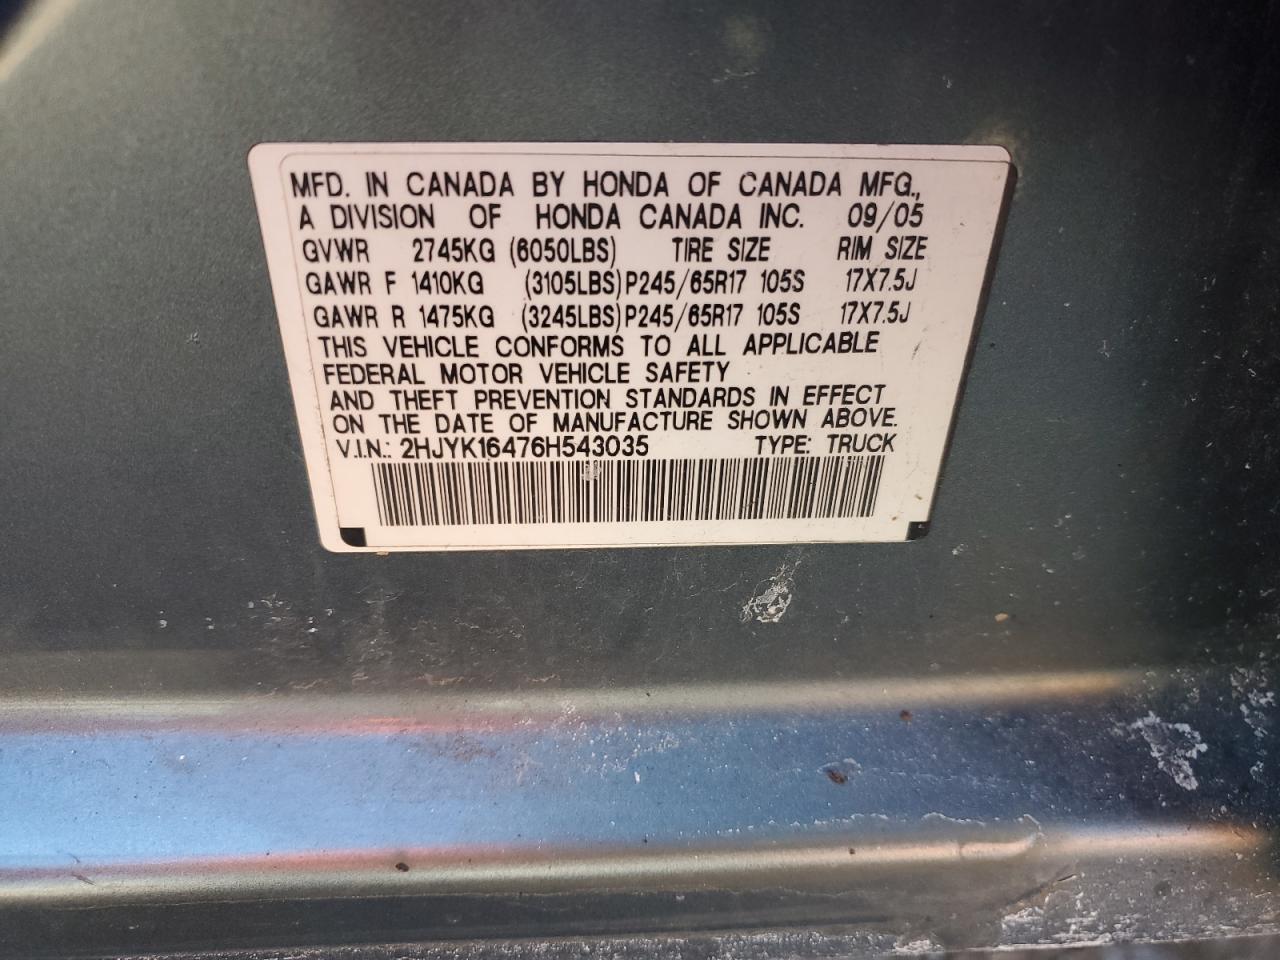 MFD. IN CANADA BY HONDA OF CANADA MFG.,
A DIVISION OF HONDA CANADA INC. 09/05
GVWR 2745KG (6050LBS) TIRE SIZE RIM SIZE
GAWR F 1410KG (3105LBS) P245/65R17 105S 17X7.5J
GAWR R 1475KG (3245LBS) P245/65R17 105S 17X7.5J
THIS VEHICLE CONFORMS TO ALL APPLICABLE
FEDERAL MOTOR VEHICLE SAFETY
AND THEFT PREVENTION STANDARDS IN EFFECT
ON THE DATE OF MANUFACTURE SHOWN ABOVE.
V.I.N.: 2HJYK16476H543035 TYPE: TRUCK